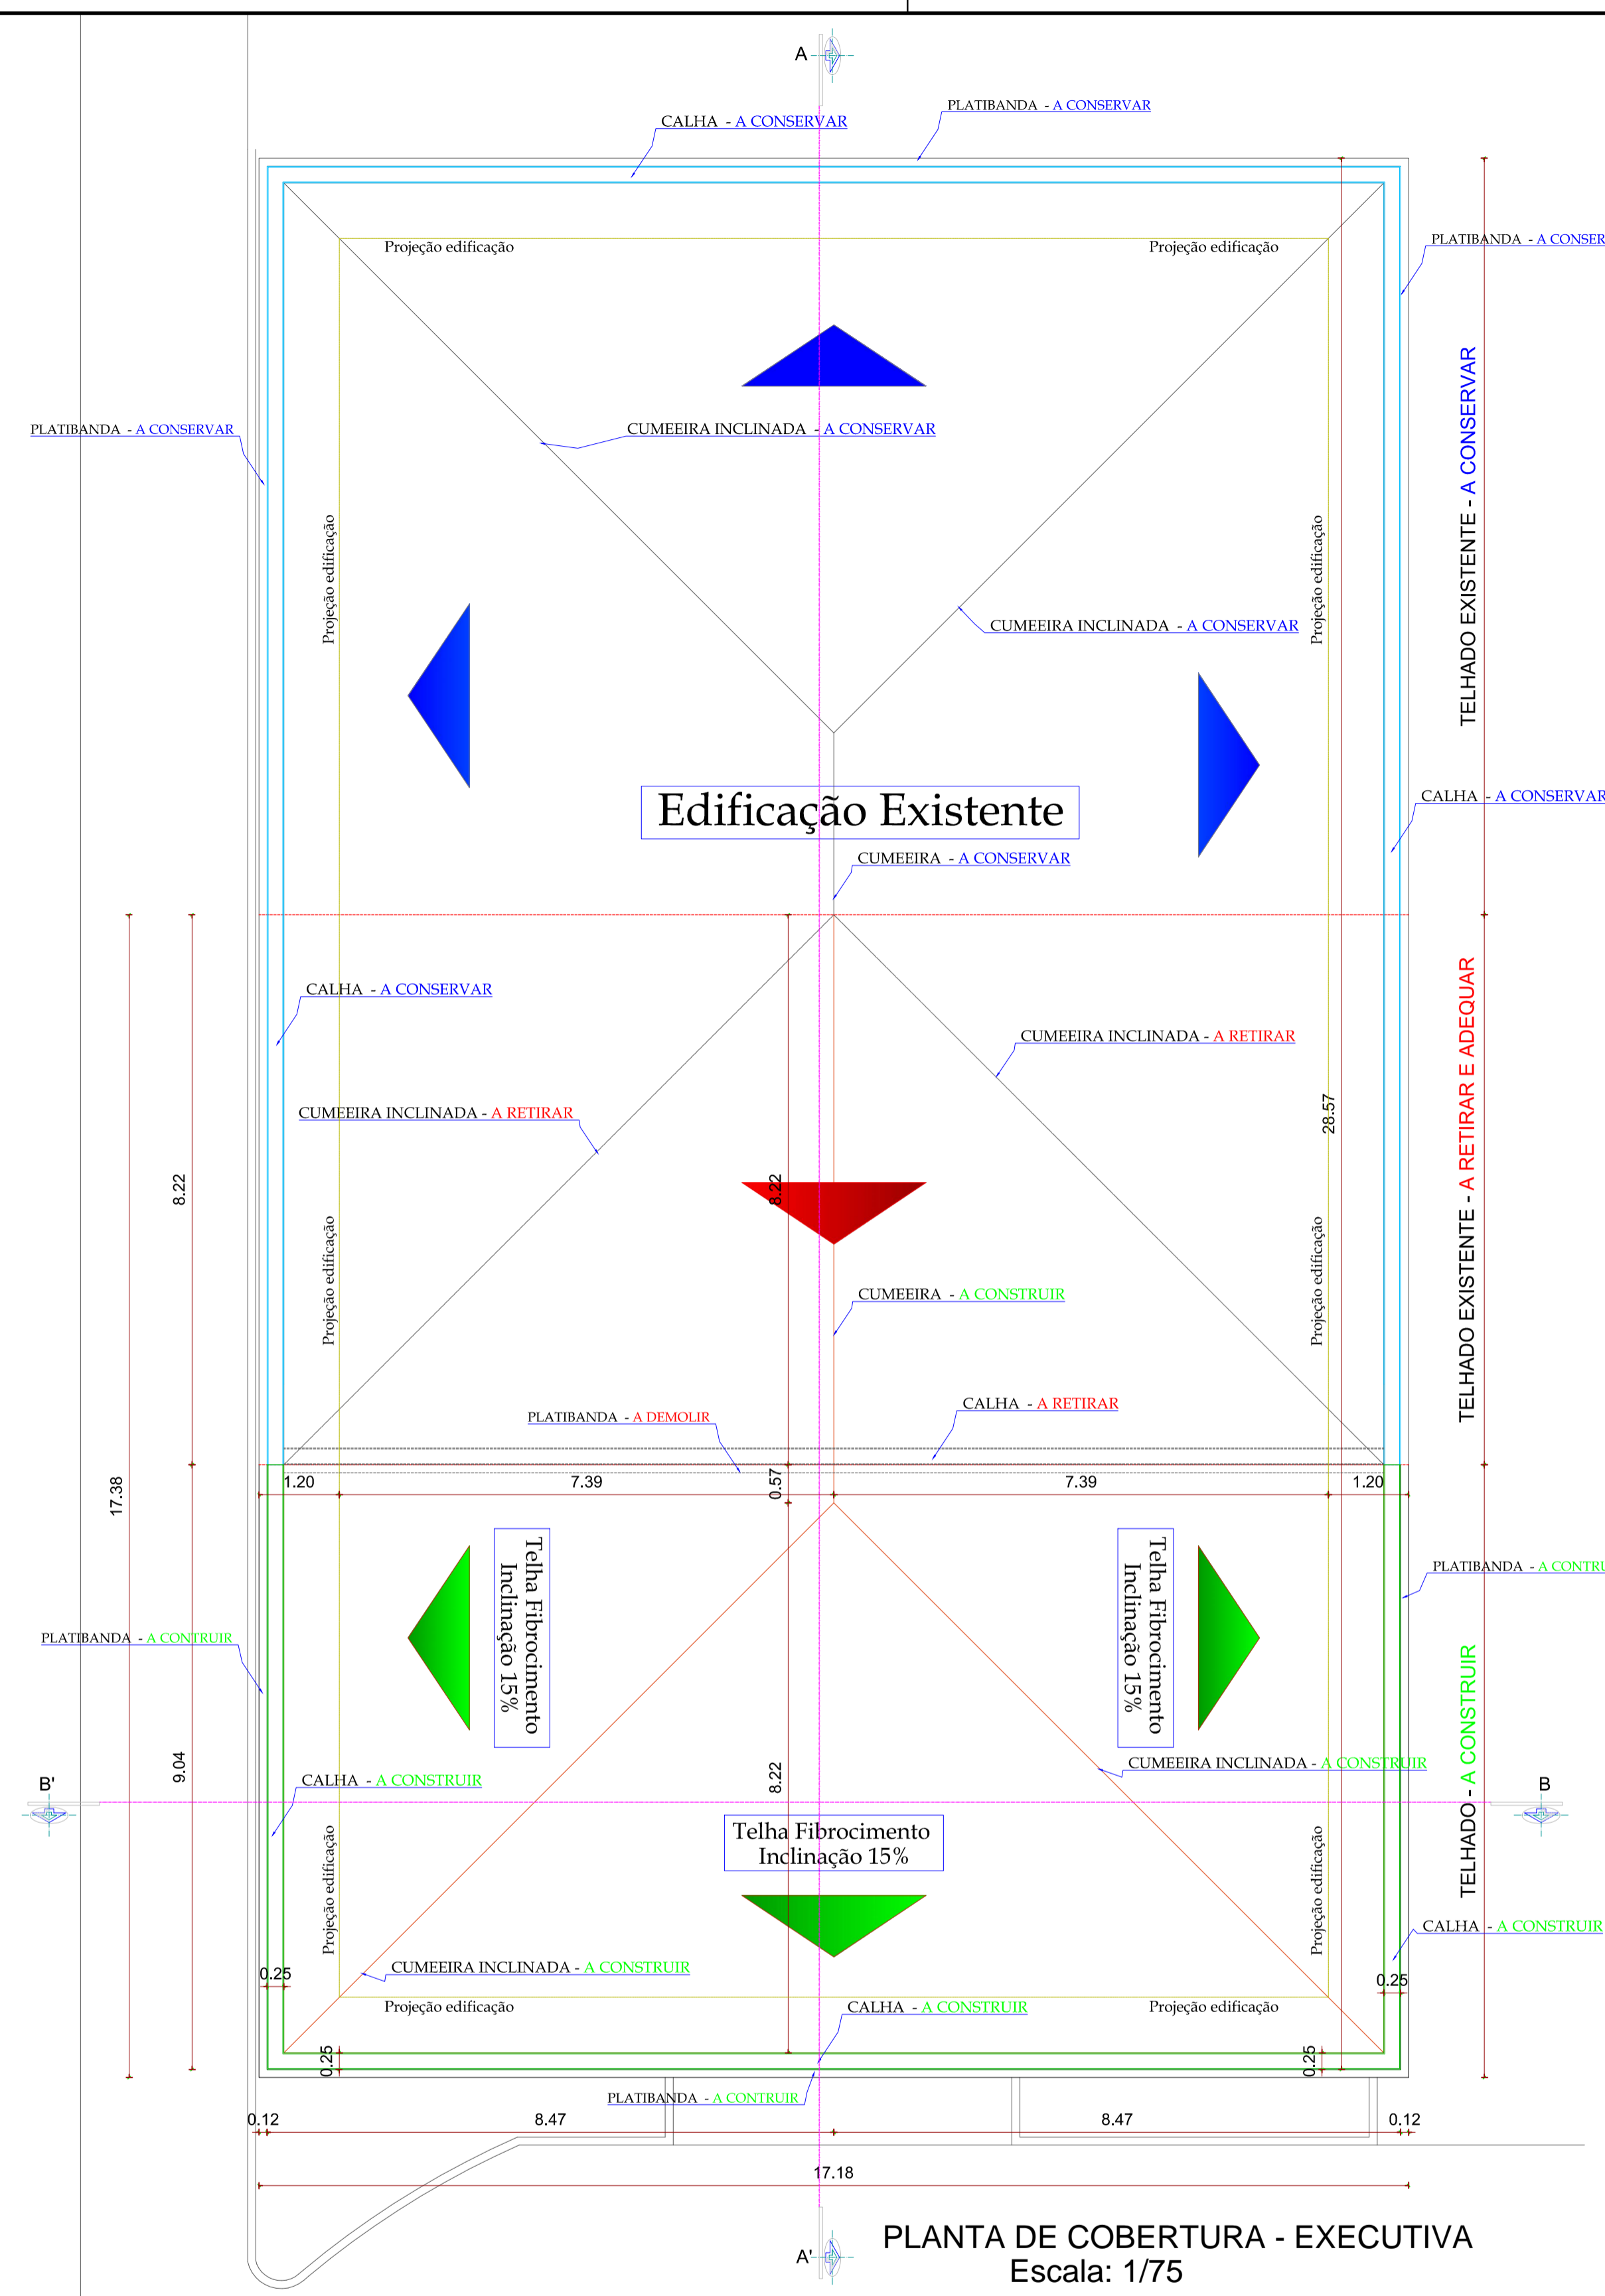 A
PLATIBANDA - A CONSERVAR
CALHA - A CONSERVAR
PLATIBANDA - A CONSER
Projeção edificação
Projeção edificação
TELHADO EXISTENTE - A CONSERVAR
PLATIBANDA - A CONSERVAR
CUMEEIRA INCLINADA - A CONSERVAR
Projeção edificação
Projeção edificação
CUMEEIRA INCLINADA - A CONSERVAR
Edificação Existente
CALHA - A CONSERVAR
CUMEEIRA - A CONSERVAR
CALHA - A CONSERVAR
CUMEEIRA INCLINADA - A RETIRAR
TELHADO EXISTENTE - A RETIRAR E ADEQUAR
CUMEEIRA INCLINADA - A RETIRAR
28.57
8.22
8.22
Projeção edificação
Projeção edificação
CUMEEIRA - A CONSTRUIR
CALHA - A RETIRAR
PLATIBANDA - A DEMOLIR
17.38
1.20
7.39
0.57
7.39
1.20
Telha Fibrocimento
Inclinação 15%
Telha Fibrocimento
Inclinação 15%
PLATIBANDA - A CONTRU
PLATIBANDA - A CONTRUIR
TELHADO - A CONSTRUIR
9.04
8.22
CUMEEIRA INCLINADA - A CONSTRUIR
B'
CALHA - A CONSTRUIR
B
Telha Fibrocimento
Inclinação 15%
Projeção edificação
Projeção edificação
CALHA - A CONSTRUIR
CUMEEIRA INCLINADA - A CONSTRUIR
0.25
0.25
Projeção edificação
CALHA - A CONSTRUIR
Projeção edificação
0.25
0.25
PLATIBANDA - A CONTRUIR
0.12
8.47
8.47
0.12
17.18
PLANTA DE COBERTURA - EXECUTIVA
A'
Escala: 1/75